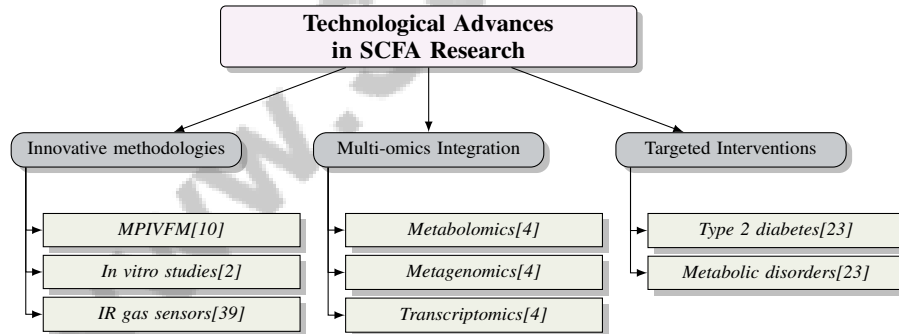 Technological Advances
in SCFA Research
Innovative methodologies
Multi-omics Integration
Targeted Interventions
MPIVFM[10]
Metabolomics[4]
Type 2 diabetes[23]
In vitro studies[2]
Metagenomics[4]
Metabolic disorders[23]
IR gas sensors[39]
Transcriptomics[4]